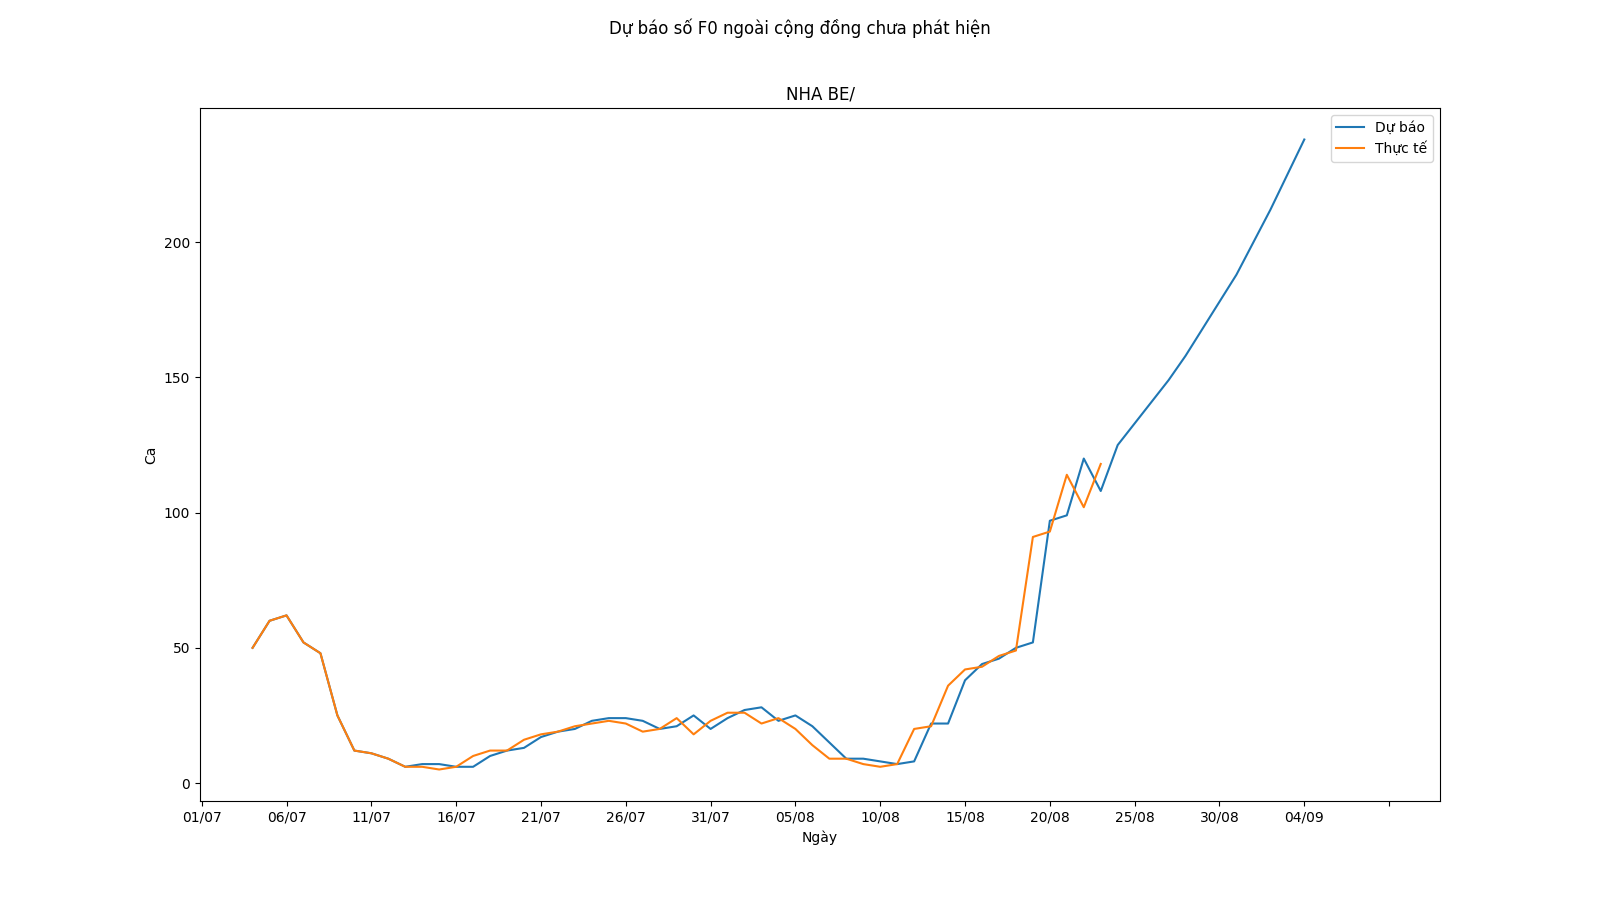 Dự báo số F0 ngoài cộng đồng chưa phát hiện
NHA BE/
Dự báo
Thực tế
200
150
100
50
0
Ca
01/07 06/07 11/07 16/07 21/07 26/07 31/07 05/08 10/08 15/08 20/08 25/08 30/08 04/09
Ngày